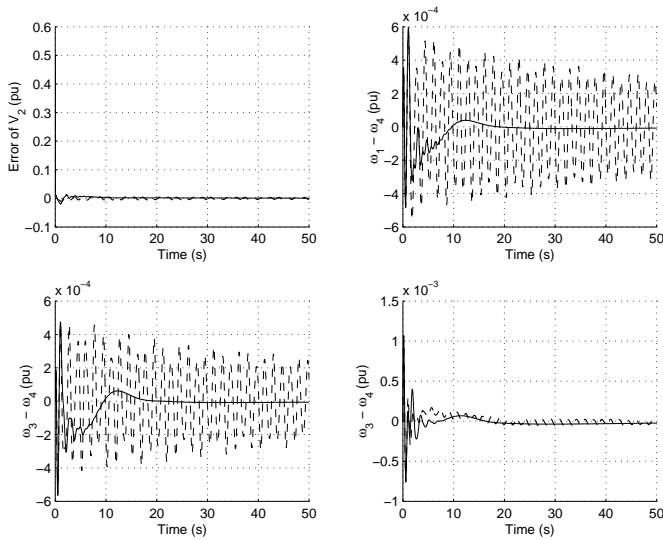 0.6
0.5
0.4
0.3
0.2
0.1
0
−0.1
Error of V₂ (pu)
0 10 20 30 40 50
Time (s)
x 10⁻⁴
6
4
2
0
−2
−4
−6
ω₁ − ω₄ (pu)
0 10 20 30 40 50
Time (s)
x 10⁻⁴
6
4
2
0
−2
−4
−6
ω₃ − ω₄ (pu)
0 10 20 30 40 50
Time (s)
x 10⁻³
1.5
1
0.5
0
−0.5
−1
ω₃ − ω₄ (pu)
0 10 20 30 40 50
Time (s)